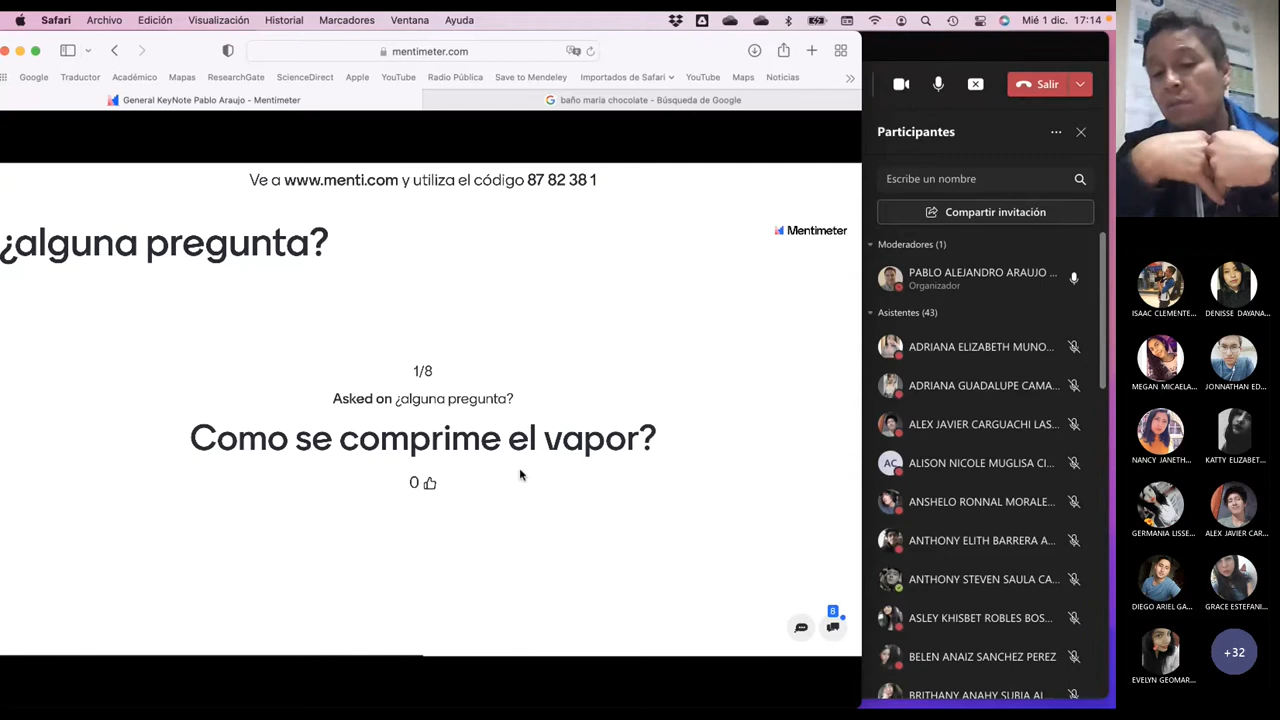 Safari Archivo Edición Visualización Historial Marcadores Ventana Ayuda Mié 1 dic. 17:14
mentimeter.com
Google Traductor Académico Mapas ResearchGate ScienceDirect Apple YouTube Radio Pública Save to Mendeley Importados de Safari YouTube Maps Noticias
General KeyNote Pablo Araujo - Mentimeter
baño maria chocolate - Búsqueda de Google
Ve a www.menti.com y utiliza el código 87 82 38 1
Mentimeter
¿alguna pregunta?
1/8
Asked on ¿alguna pregunta?
Como se comprime el vapor?
0
8
Salir
Participantes
Escribe un nombre
Compartir invitación
Moderadores (1)
PABLO ALEJANDRO ARAUJO ...
Organizador
Asistentes (43)
ADRIANA ELIZABETH MUNO...
ADRIANA GUADALUPE CAMA...
ALEX JAVIER CARGUACHI LAS...
AC
ALISON NICOLE MUGLISA CI...
ANSHELO RONNAL MORALE...
ANTHONY ELITH BARRERA A...
ANTHONY STEVEN SAULA CA...
ASLEY KHISBET ROBLES BOS...
BELEN ANAIZ SANCHEZ PEREZ
BRITHANY ANAHY SUBIA AL
ISAAC CLEMENTE... DENISSE DAYANA...
MEGAN MICAELA... JONNATHAN ED...
NANCY JANETH... KATTY ELIZABET...
GERMANIA LISSE... ALEX JAVIER CAR...
DIEGO ARIEL GA... GRACE ESTEFANI...
EVELYN GEOMAR...
+32